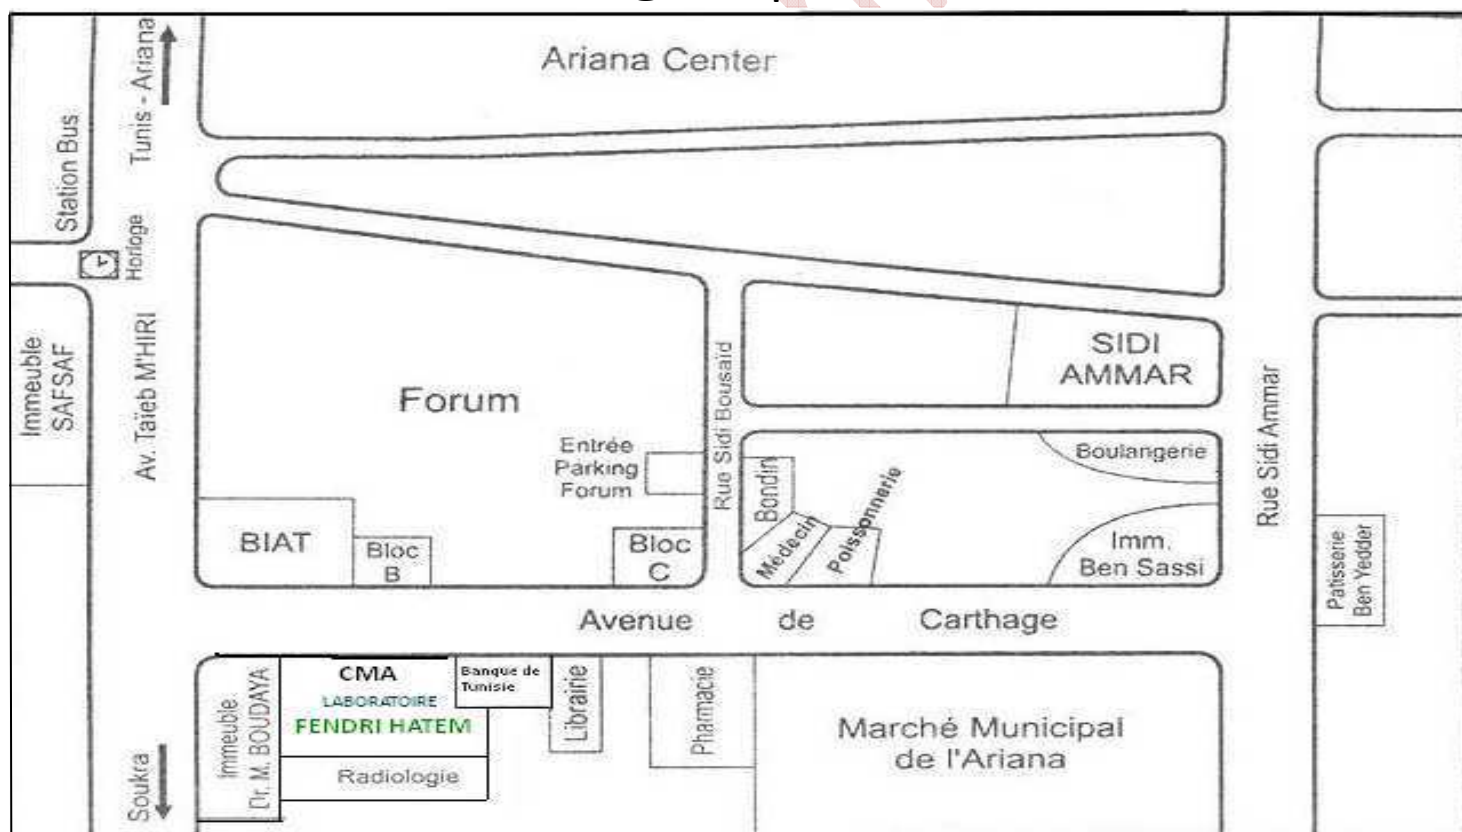 Ariana Center
Tunis - Ariana
Station Bus
Horloge
Immeuble
SAFSAF
Av. Taïeb M'HIRI
Forum
Entrée
Parking
Forum
Rue Sidi Bousaïd
SIDI
AMMAR
Rue Sidi Ammar
Boulangerie
Bondin
Médecin
Poissonnerie
Imm.
Ben Sassi
Patisserie
Ben Yedder
BIAT
Bloc
B
Bloc
C
Avenue de Carthage
Immeuble
Dr. M. BOUDAYA
CMA
LABORATOIRE
FENDRI HATEM
Radiologie
Banque de
Tunisie
Librairie
Pharmacie
Marché Municipal
de l'Ariana
Soukra